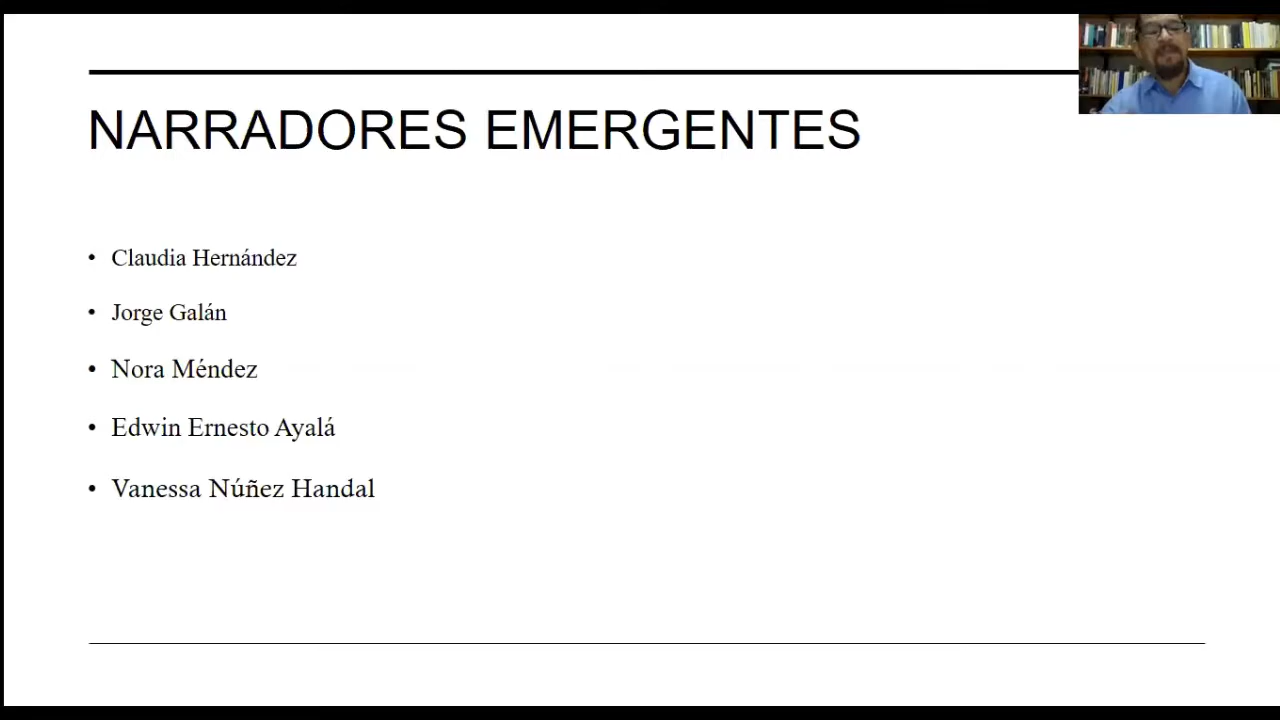 NARRADORES EMERGENTES
• Claudia Hernández
• Jorge Galán
• Nora Méndez
• Edwin Ernesto Ayalá
• Vanessa Núñez Handal